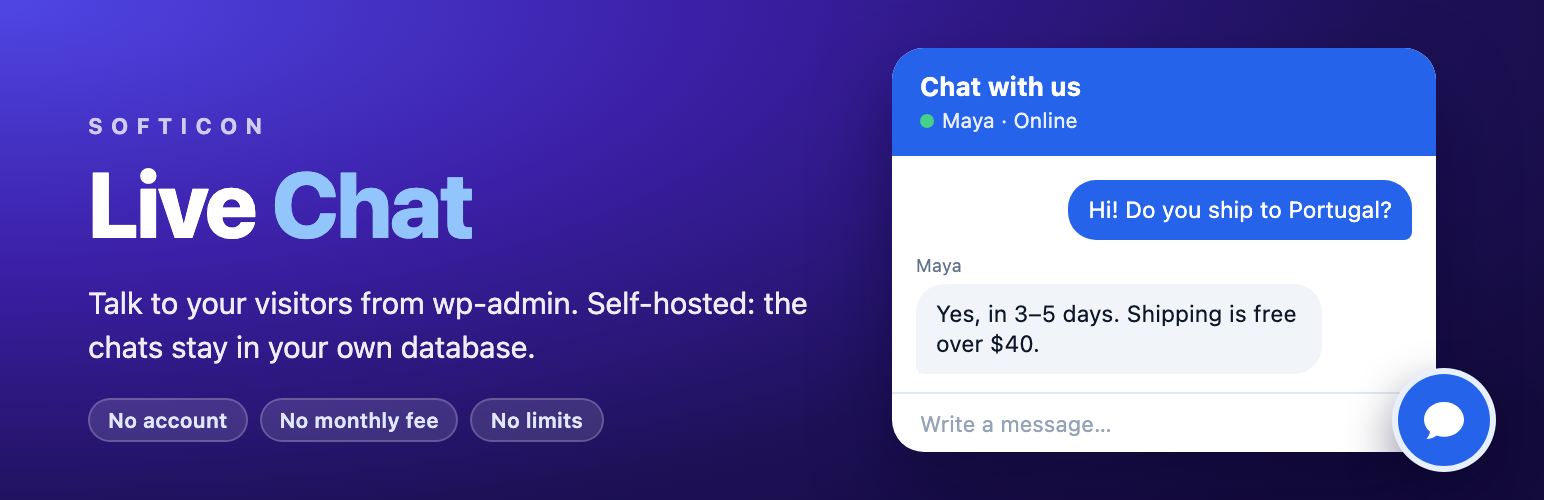 SOFTICON
Live Chat
Talk to your visitors from wp-admin. Self-hosted: the
chats stay in your own database.
No account
No monthly fee
No limits
Chat with us
Maya · Online
Hi! Do you ship to Portugal?
Maya
Yes, in 3–5 days. Shipping is free
over $40.
Write a message...